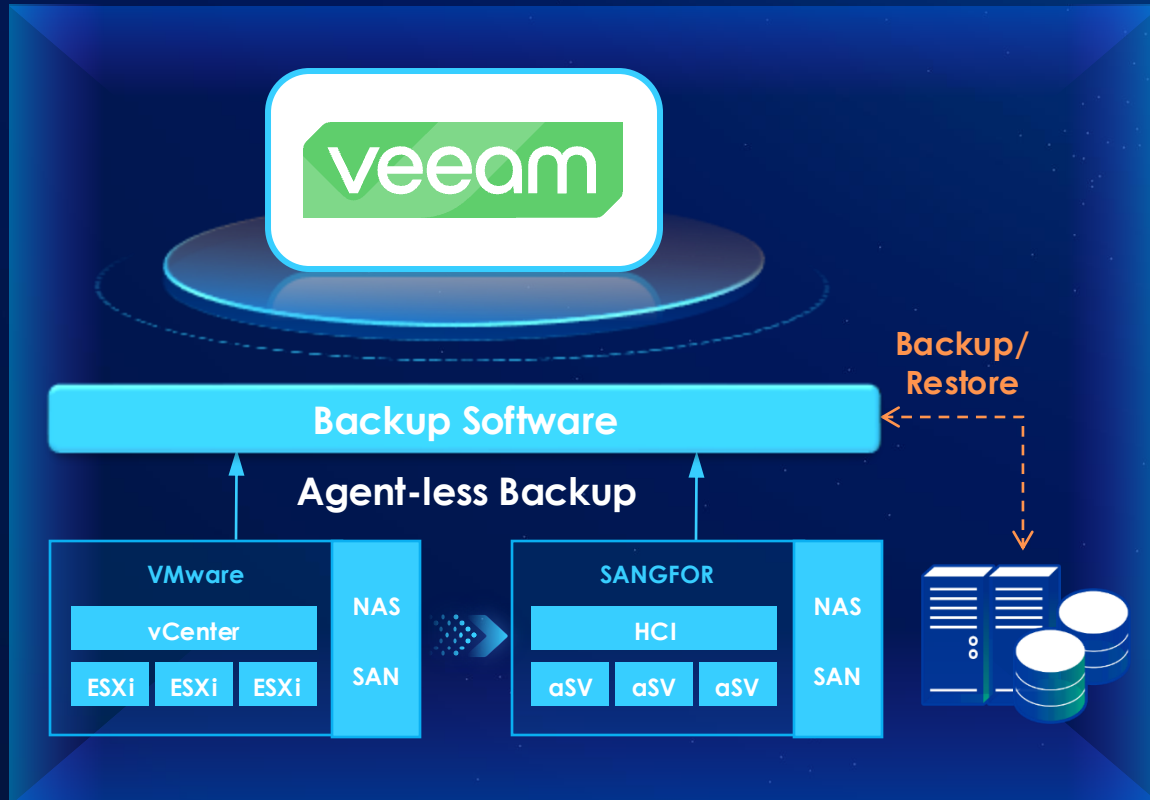 veeam
Backup/
Restore
Backup Software
Agent-less Backup
VMware
vCenter
ESXi ESXi ESXi
NAS
SAN
SANGFOR
HCI
aSV aSV aSV
NAS
SAN